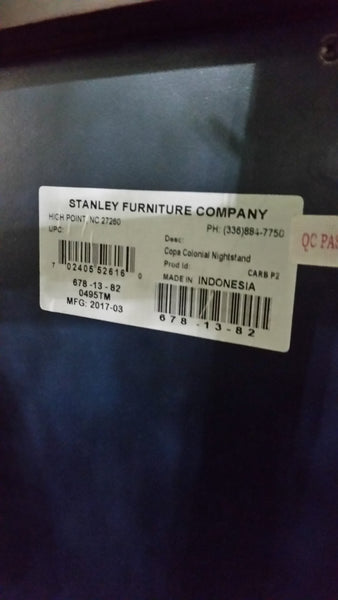 STANLEY FURNITURE COMPANY
HIGH POINT, NC 27260
PH: (336)884-7750
UPC:
7 02405 52616 0
678 - 13 - 82
0495TM
MFG: 2017-03
Desc:
Copa Colonial Nightstand
Prod Id:
CARB P2
MADE IN INDONESIA
678 - 13 - 82
QC PAS